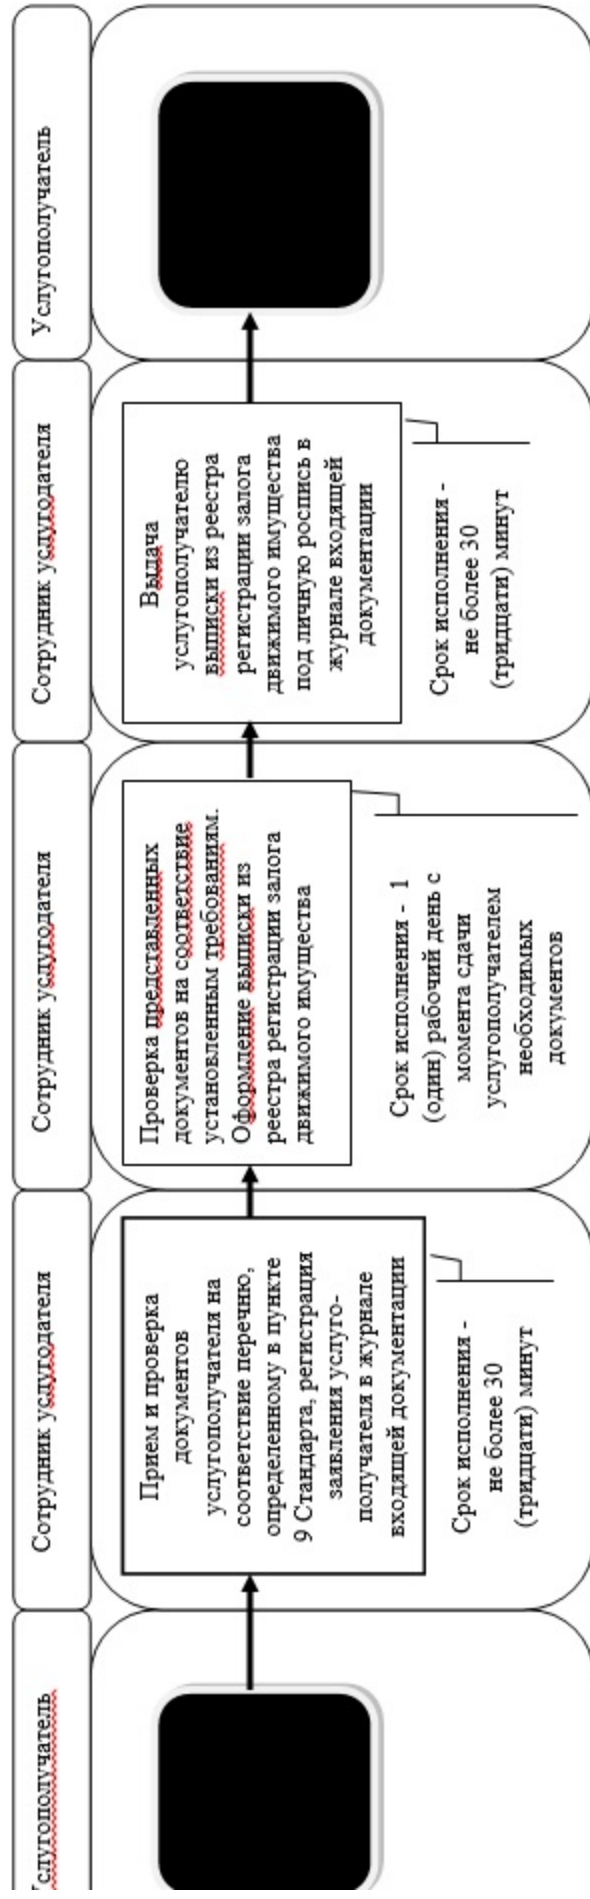 Услугополучатель
Сотрудник услугодателя
Сотрудник услугодателя
Сотрудник услугодателя
Услугополучатель
Прием и проверка
документов
услугополучателя на
соответствие перечню,
определенному в пункте
9 Стандарта, регистрация
заявления услуго-
получателя в журнале
входящей документации
Срок исполнения -
не более 30
(тридцати) минут
Проверка представленных
документов на соответствие
установленным требованиям.
Оформление выписки из
реестра регистрации залога
движимого имущества
Срок исполнения - 1
(один) рабочий день с
момента сдачи
услугополучателем
необходимых
документов
Выдача
услугополучателю
выписки из реестра
регистрации залога
движимого имущества
под личную роспись в
журнале входящей
документации
Срок исполнения -
не более 30
(тридцати) минут